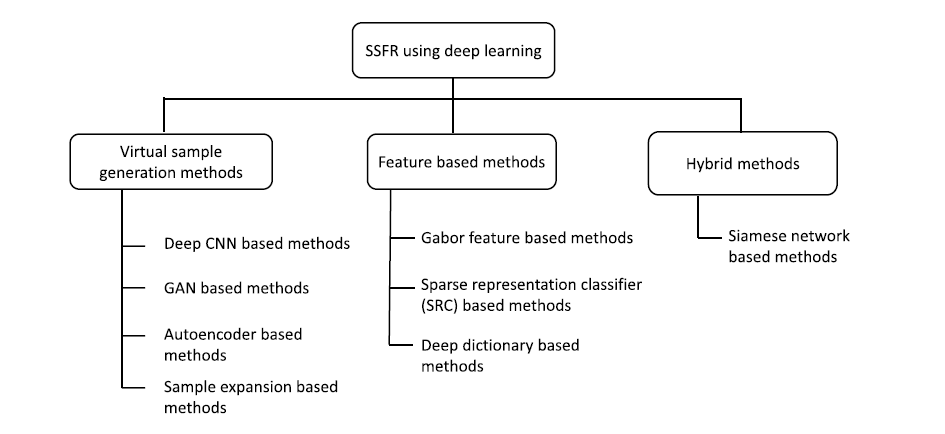 SSFR using deep learning
Virtual sample
generation methods
Feature based methods
Hybrid methods
Deep CNN based methods
GAN based methods
Autoencoder based
methods
Sample expansion based
methods
Gabor feature based methods
Sparse representation classifier
(SRC) based methods
Deep dictionary based
methods
Siamese network
based methods